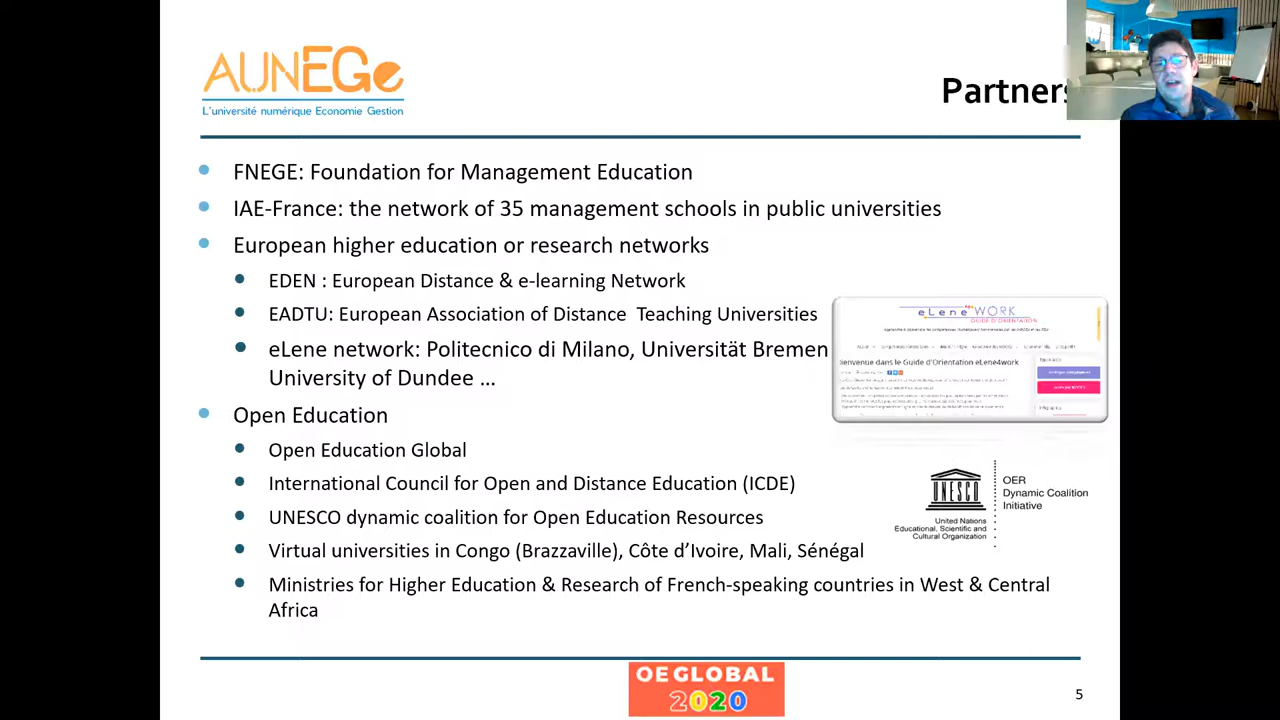 AUNEGe
L'université numérique Economie Gestion
Partners
FNEGE: Foundation for Management Education
IAE-France: the network of 35 management schools in public universities
European higher education or research networks
EDEN : European Distance & e-learning Network
EADTU: European Association of Distance Teaching Universities
eLene network: Politecnico di Milano, Universität Bremen
University of Dundee ...
eLene WORK
GUIDE D'ORIENTATION
ienvenue dans le Guide d'Orientation eLene4work
Open Education
Open Education Global
International Council for Open and Distance Education (ICDE)
UNESCO dynamic coalition for Open Education Resources
Virtual universities in Congo (Brazzaville), Côte d'Ivoire, Mali, Sénégal
Ministries for Higher Education & Research of French-speaking countries in West & Central
Africa
UNESCO
United Nations
Educational, Scientific and
Cultural Organization
OER
Dynamic Coalition
Initiative
OEGLOBAL
2020
5